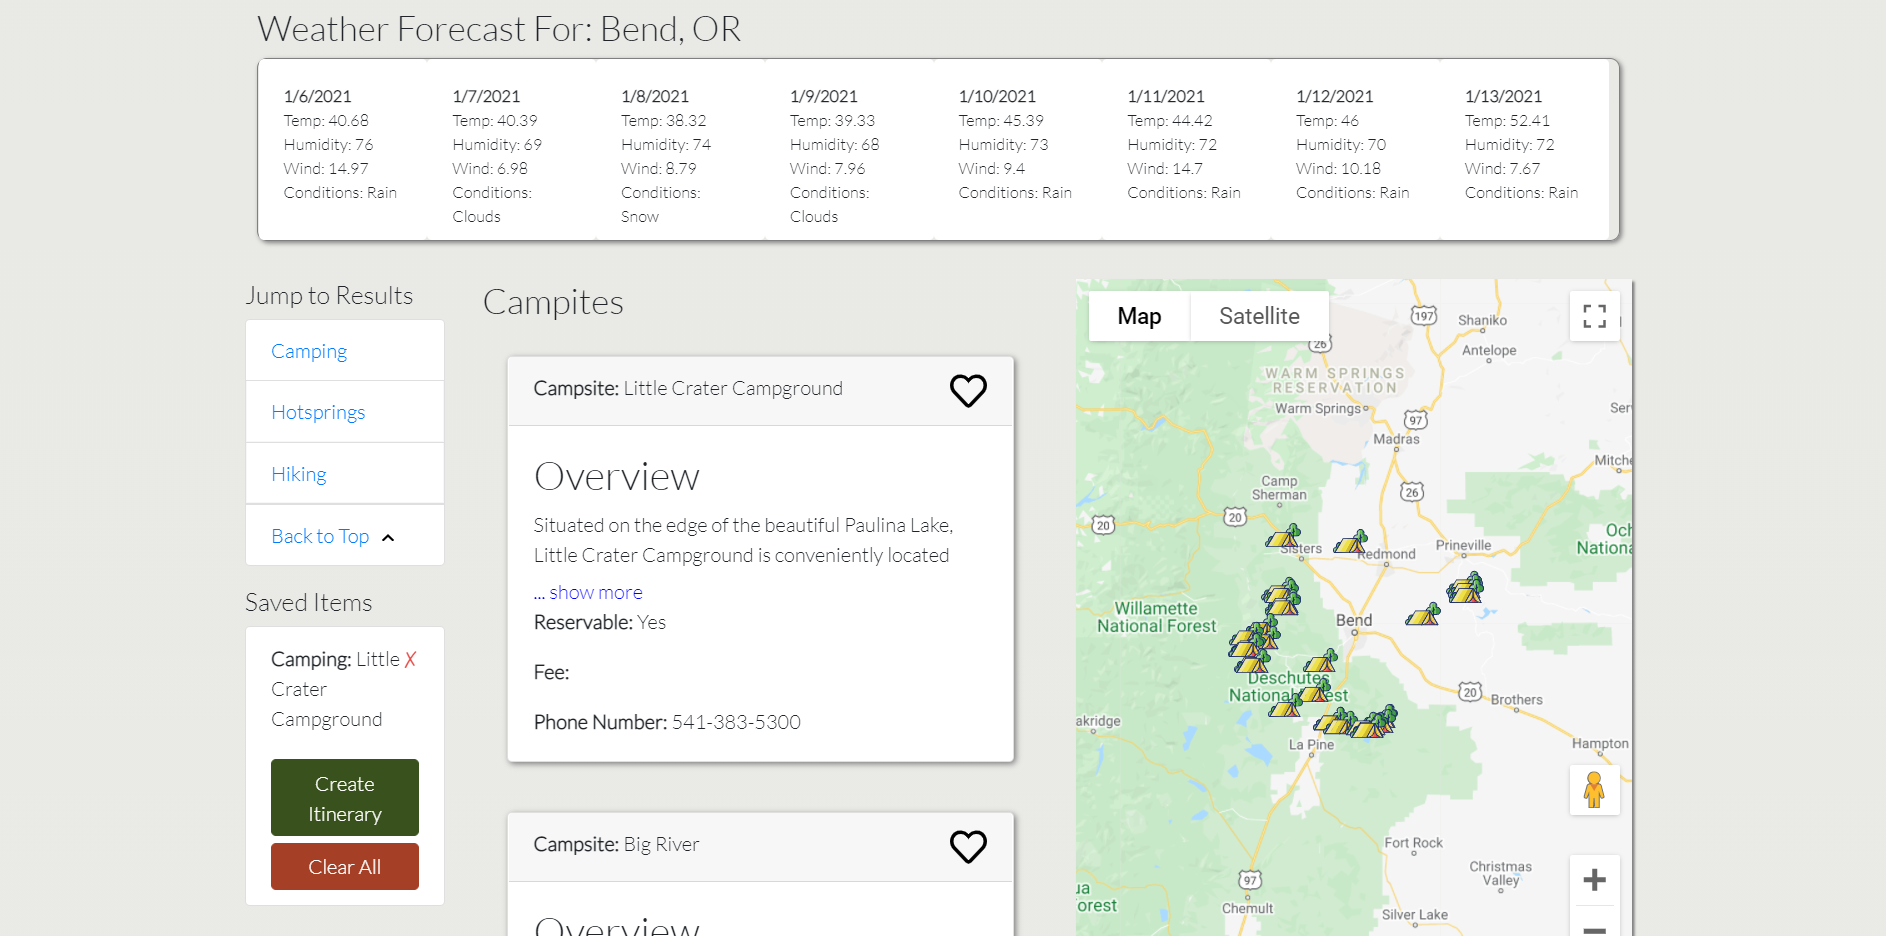 Weather Forecast For: Bend, OR
1/6/2021
Temp: 40.68
Humidity: 76
Wind: 14.97
Conditions: Rain
1/7/2021
Temp: 40.39
Humidity: 69
Wind: 6.98
Conditions:
Clouds
1/8/2021
Temp: 38.32
Humidity: 74
Wind: 8.79
Conditions:
Snow
1/9/2021
Temp: 39.33
Humidity: 68
Wind: 7.96
Conditions:
Clouds
1/10/2021
Temp: 45.39
Humidity: 73
Wind: 9.4
Conditions: Rain
1/11/2021
Temp: 44.42
Humidity: 72
Wind: 14.7
Conditions: Rain
1/12/2021
Temp: 46
Humidity: 70
Wind: 10.18
Conditions: Rain
1/13/2021
Temp: 52.41
Humidity: 72
Wind: 7.67
Conditions: Rain
Jump to Results
Camping
Hotsprings
Hiking
Back to Top
Saved Items
Camping: Little X
Crater
Campground
Create
Itinerary
Clear All
Campites
Campsite: Little Crater Campground
Overview
Situated on the edge of the beautiful Paulina Lake,
Little Crater Campground is conveniently located
... show more
Reservable: Yes
Fee:
Phone Number: 541-383-5300
Campsite: Big River
Overview
Map
Satellite
197
Shaniko
26
Antelope
WARM SPRINGS
RESERVATION
Warm Springs
97
Madras
Mitche
Camp
Sherman
26
20
20
Sisters
Redmond
Prineville
Och
Nationa
Willamette
National Forest
Bend
Deschutes
National Forest
20
Brothers
akridge
La Pine
Hampton
Fort Rock
Christmas
Valley
97
Chemult
Silver Lake
ua
orest